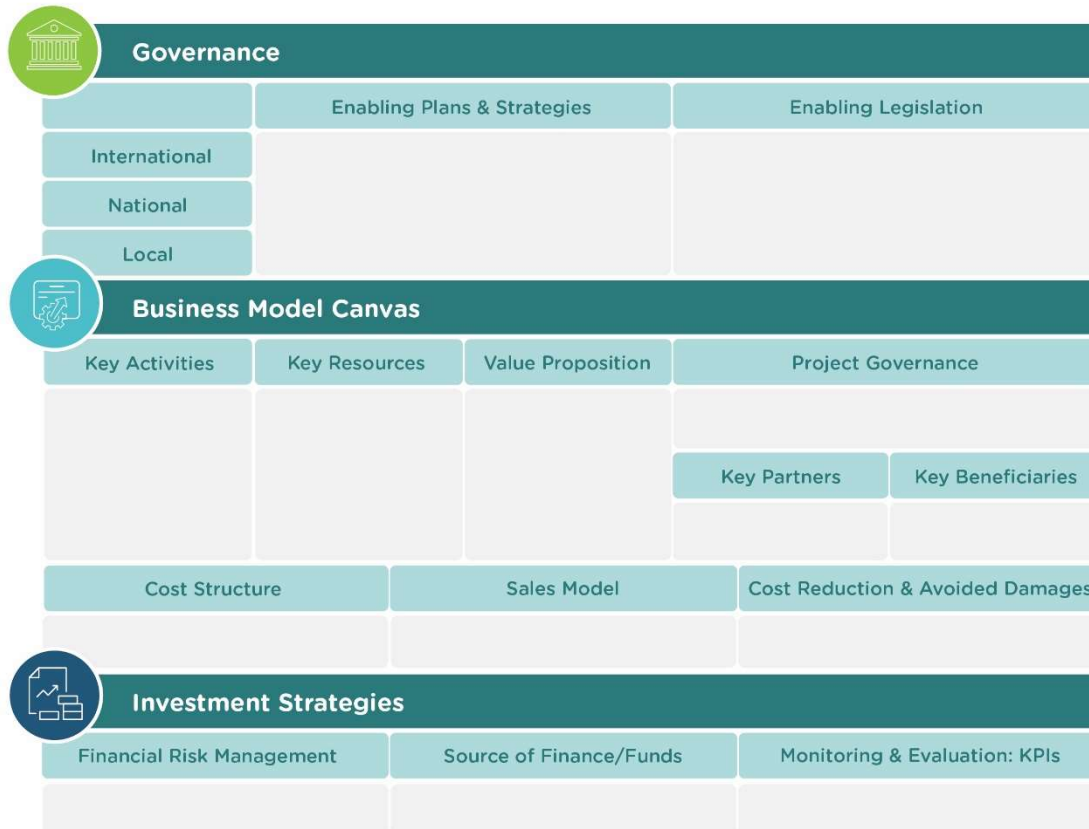 Governance
Enabling Plans & Strategies
Enabling Legislation
International
National
Local
Business Model Canvas
Key Activities
Key Resources
Value Proposition
Project Governance
Key Partners
Key Beneficiaries
Cost Structure
Sales Model
Cost Reduction & Avoided Damages
Investment Strategies
Financial Risk Management
Source of Finance/Funds
Monitoring & Evaluation: KPIs